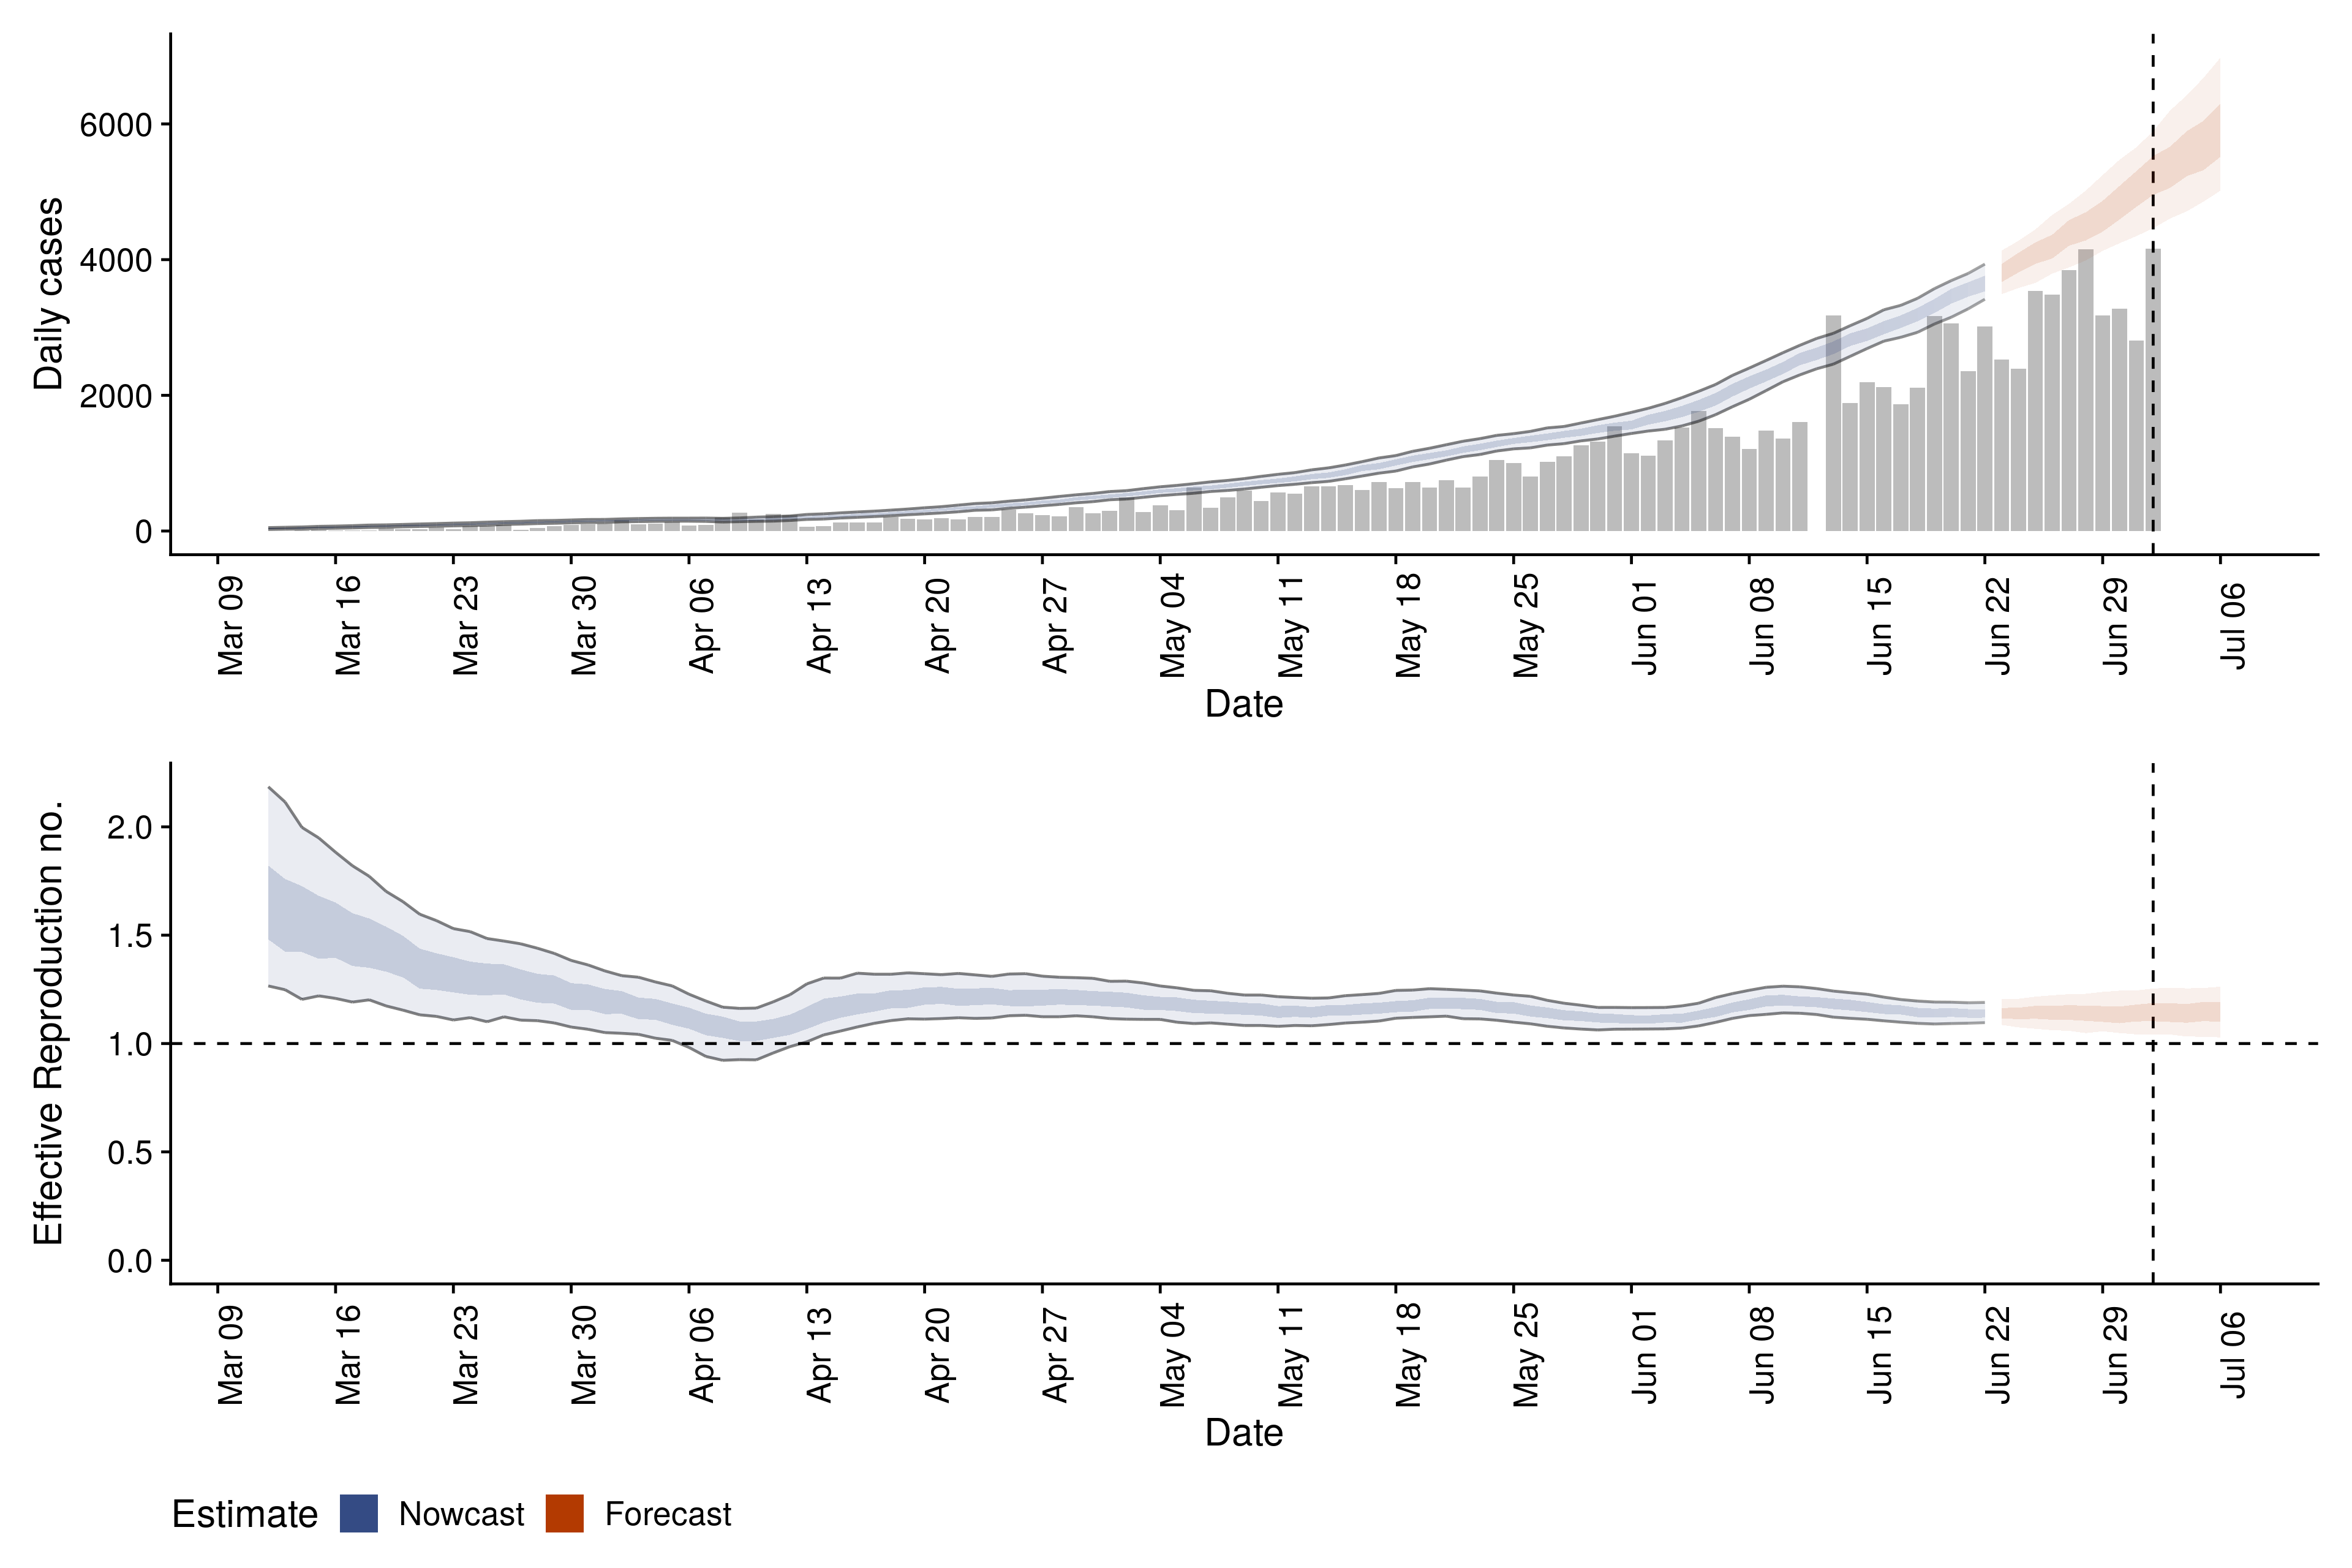 Daily cases
6000
4000
2000
0
Mar 09
Mar 16
Mar 23
Mar 30
Apr 06
Apr 13
Apr 20
Apr 27
May 04
May 11
May 18
May 25
Jun 01
Jun 08
Jun 15
Jun 22
Jun 29
Jul 06
Date
Effective Reproduction no.
2.0
1.5
1.0
0.5
0.0
Mar 09
Mar 16
Mar 23
Mar 30
Apr 06
Apr 13
Apr 20
Apr 27
May 04
May 11
May 18
May 25
Jun 01
Jun 08
Jun 15
Jun 22
Jun 29
Jul 06
Date
Estimate Nowcast Forecast